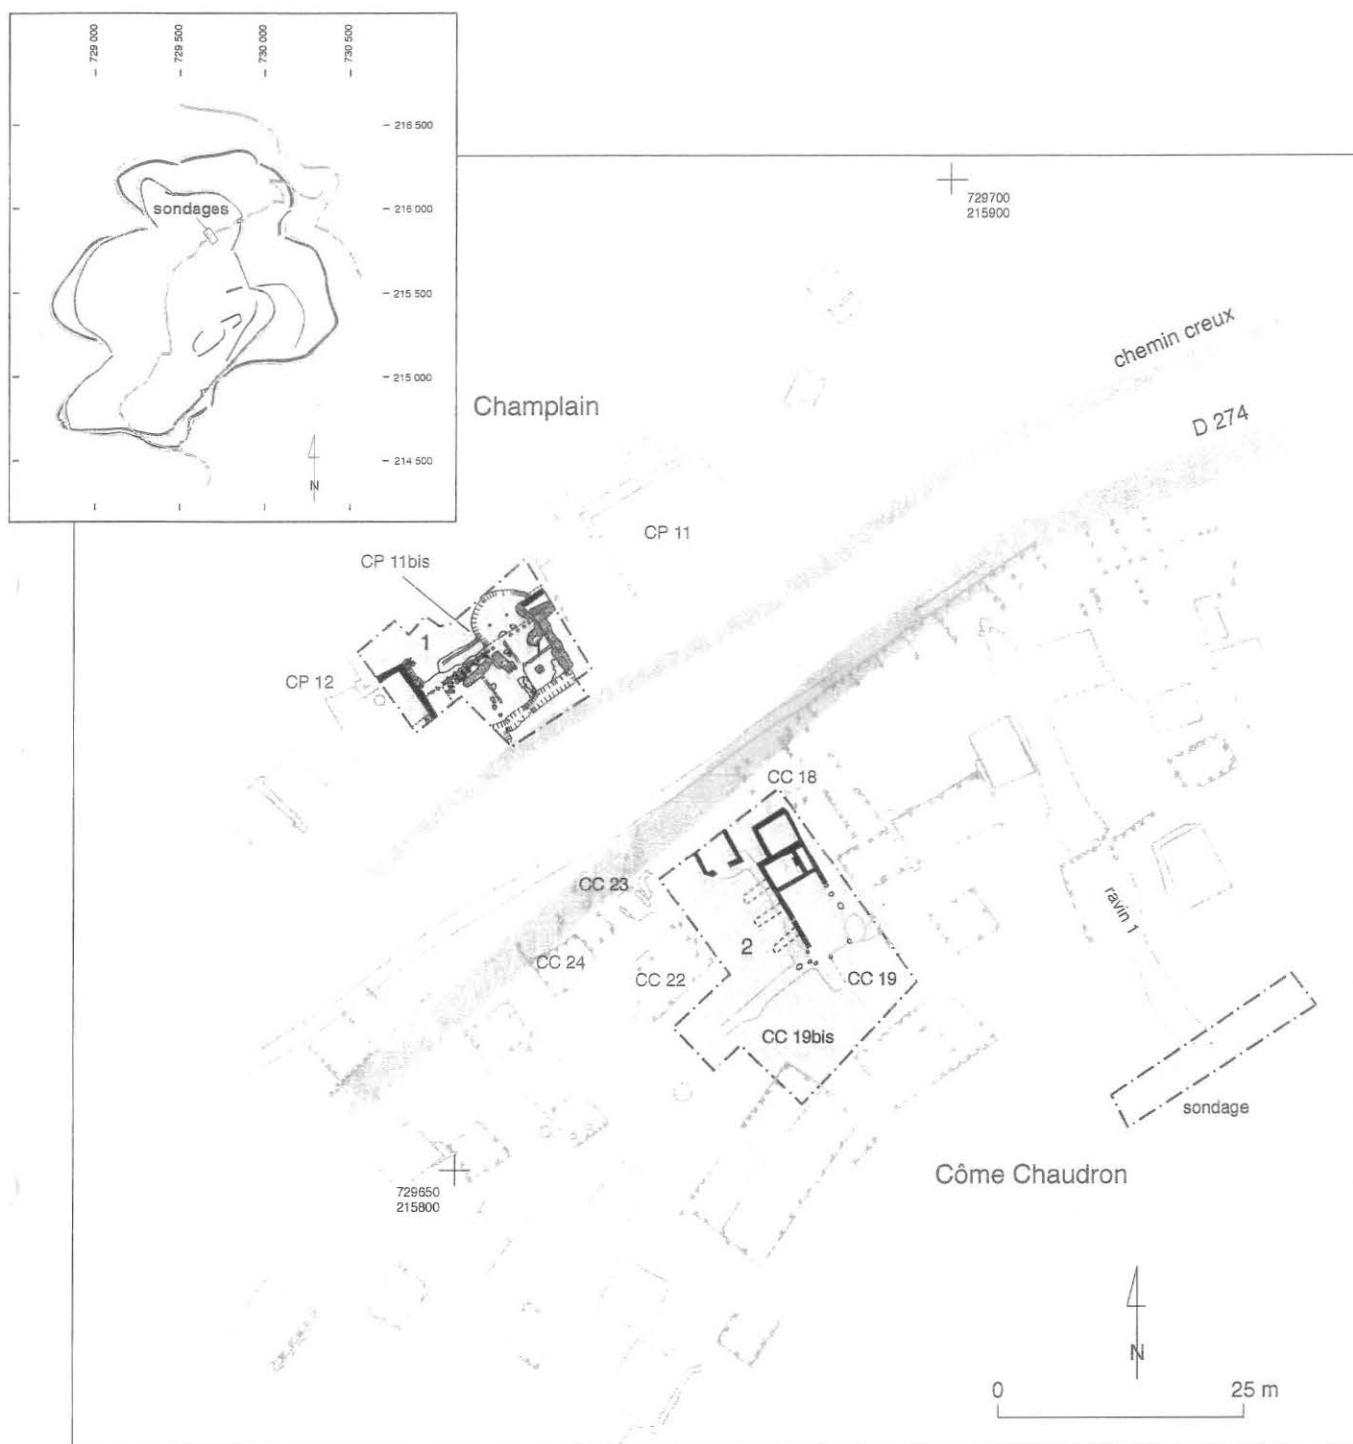 729 000
729 500
730 000
730 500
216 500
sondages
216 000
215 500
215 000
214 500
N
729700
215900
chemin creux
D 274
Champlain
CP 11
CP 11bis
1
CP 12
CC 18
CC 23
ravin 1
2
CC 24
CC 22
CC 19
CC 19bis
sondage
Côme Chaudron
729650
215800
N
0 25 m